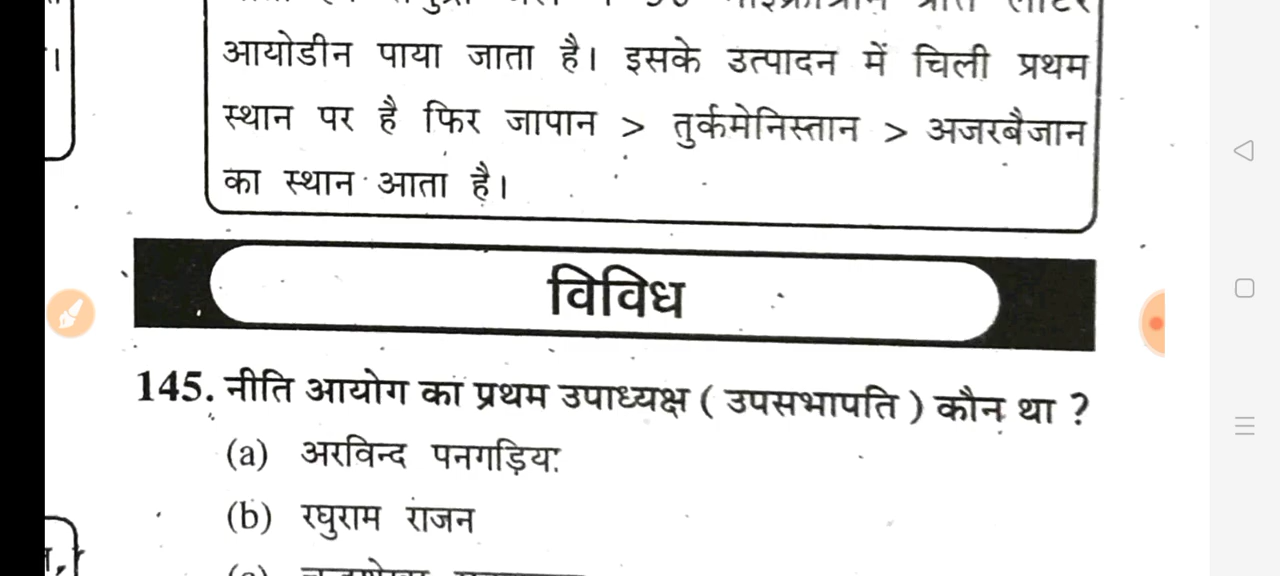 आयोडीन पाया जाता है। इसके उत्पादन में चिली प्रथम
स्थान पर है फिर जापान > तुर्कमेनिस्तान > अजरबैजान
का स्थान आता है।
विविध
145. नीति आयोग का प्रथम उपाध्यक्ष ( उपसभापति ) कौन था ?
(a) अरविन्द पनगड़िय
(b) रघुराम राजन